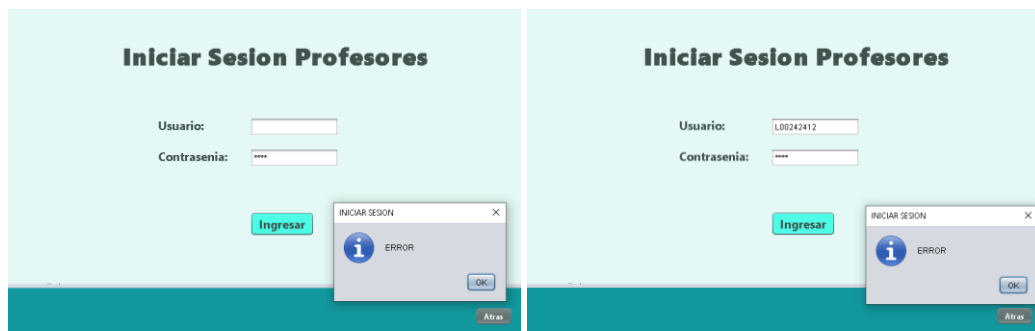 Iniciar Sesion Profesores
Usuario:
Contrasenia: ****
Ingresar
INICIAR SESION
ERROR
OK
Atras
Iniciar Sesion Profesores
Usuario: L00242412
Contrasenia: ****
Ingresar
INICIAR SESION
ERROR
OK
Atras